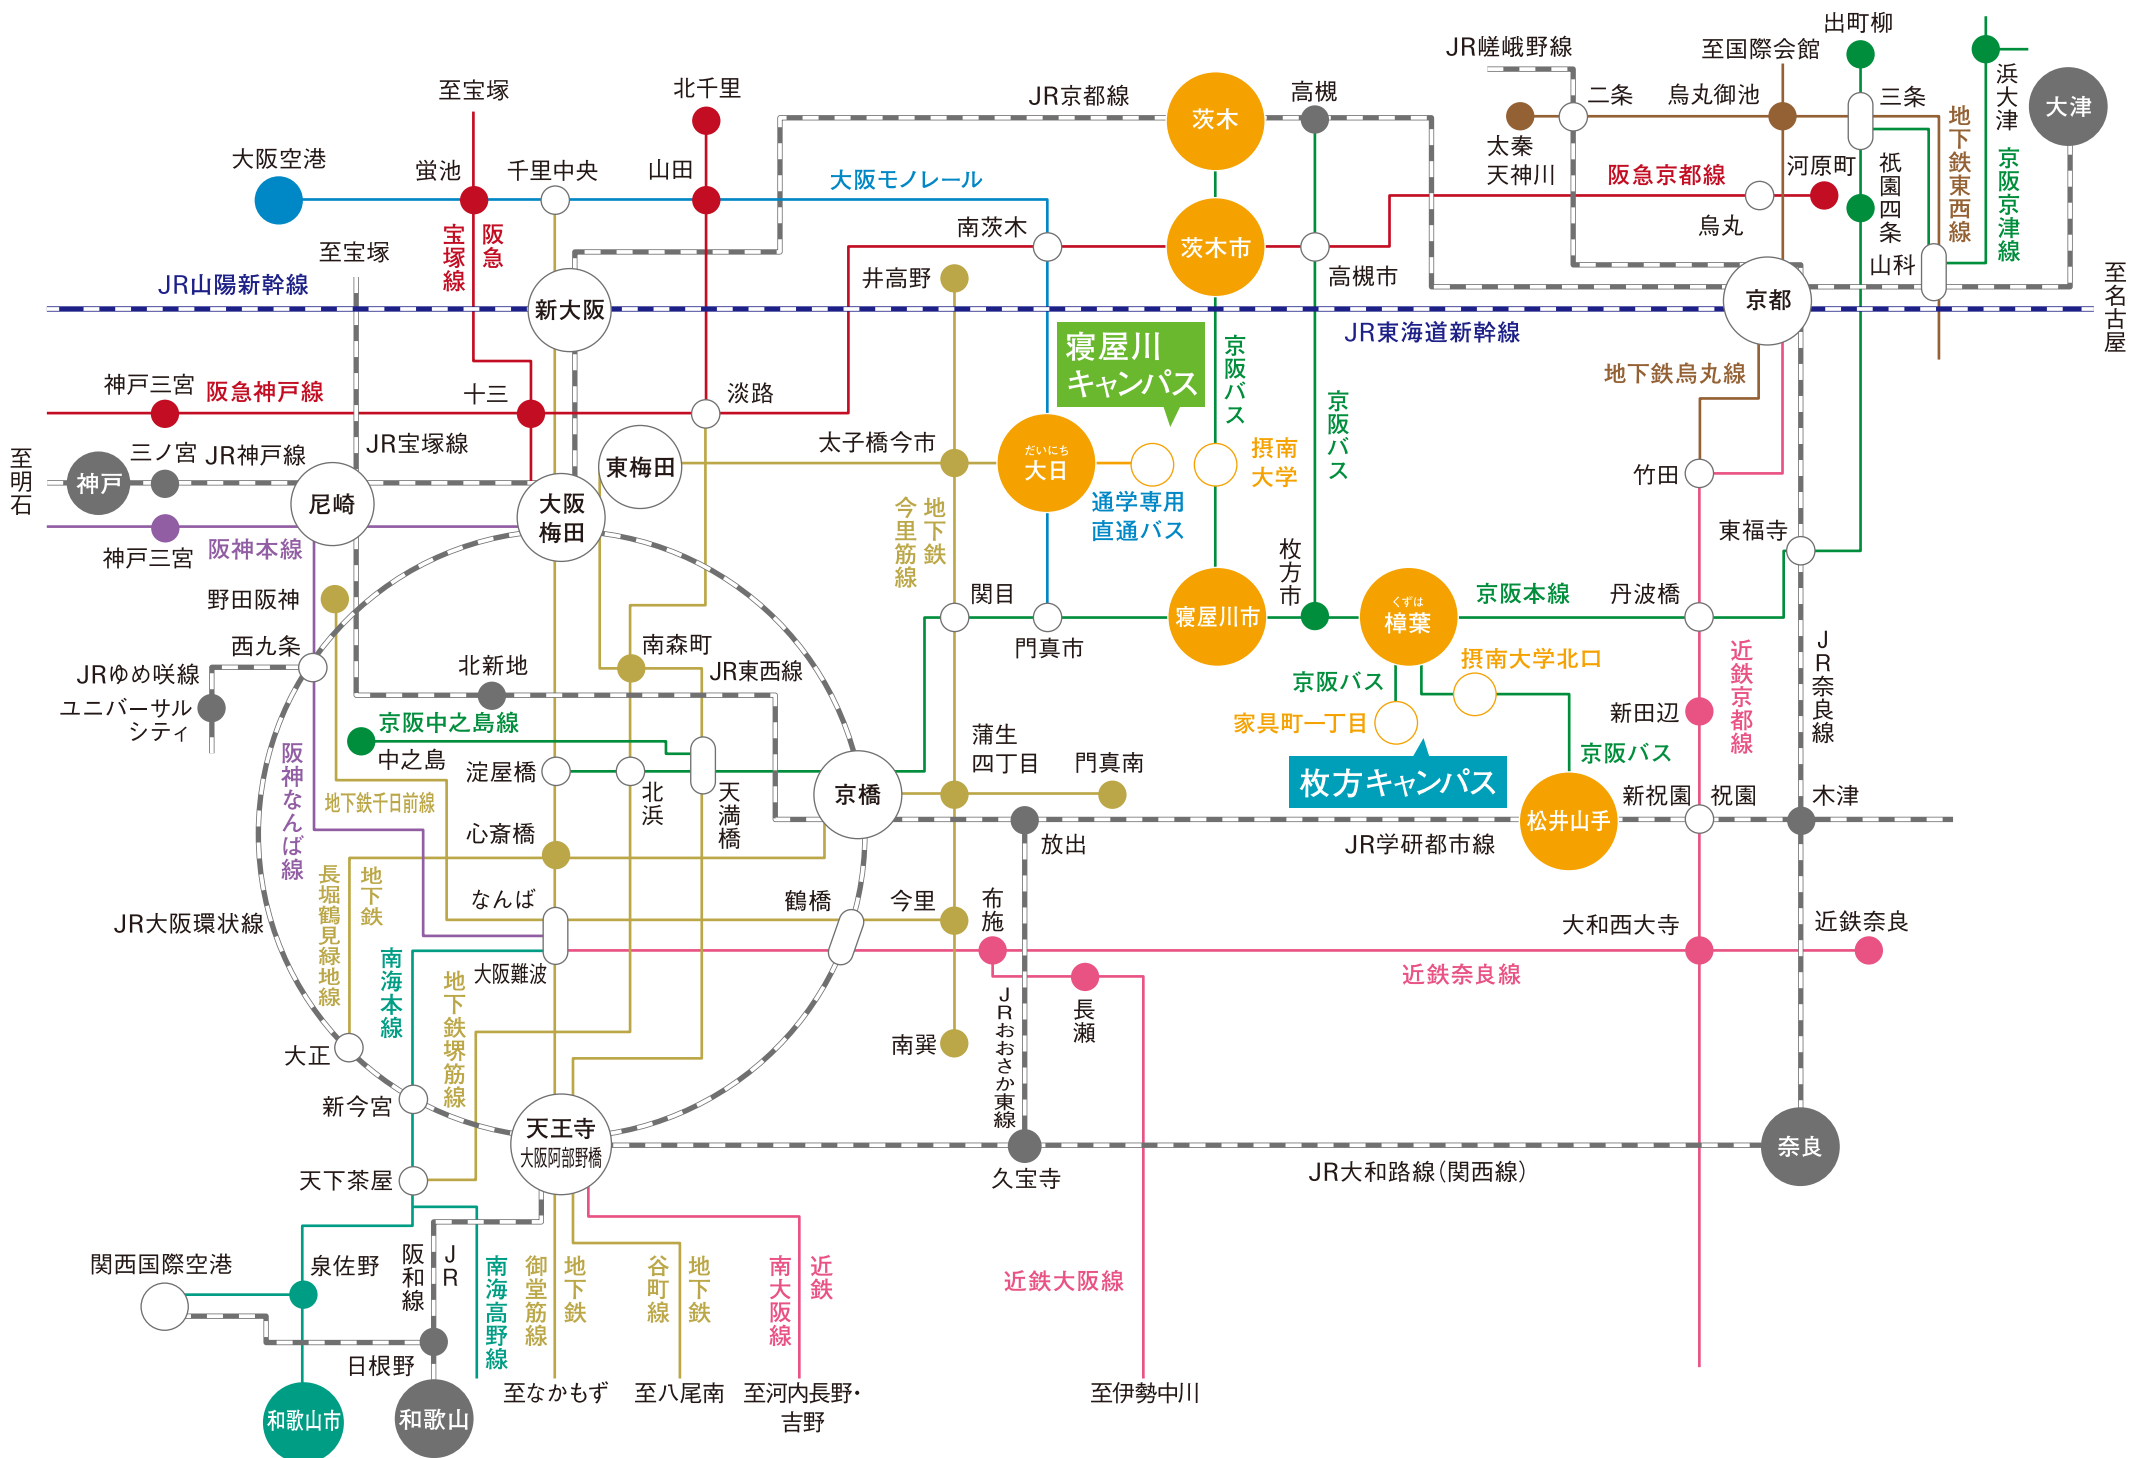 出町柳
JR嵯峨野線
至国際会館
浜大津
大津
至宝塚
北千里
JR京都線
茨木
高槻
二条
烏丸御池
三条
地下鉄東西線
太秦
天神川
河原町
祇園四条
京阪京津線
大阪空港
蛍池
千里中央
山田
大阪モノレール
阪急京都線
烏丸
阪急
宝塚線
南茨木
茨木市
高槻市
山科
至宝塚
井高野
至名古屋
JR山陽新幹線
新大阪
京都
JR東海道新幹線
寝屋川
キャンパス
京阪バス
京阪バス
地下鉄烏丸線
神戸三宮
阪急神戸線
十三
淡路
至明石
三ノ宮
JR神戸線
JR宝塚線
東梅田
太子橋今市
だいにち
大日
摂南
大学
竹田
神戸
尼崎
大阪
梅田
通学専用
直通バス
地下鉄
今里筋線
神戸三宮
阪神本線
東福寺
枚方市
野田阪神
関目
門真市
寝屋川市
くずは
樟葉
京阪本線
丹波橋
西九条
JRゆめ咲線
ユニバーサル
シティ
北新地
南森町
JR東西線
摂南大学北口
京阪バス
家具町一丁目
京阪バス
枚方キャンパス
近鉄京都線
JR奈良線
新田辺
京阪中之島線
中之島
淀屋橋
北浜
天満橋
京橋
蒲生
四丁目
門真南
阪神なんば線
地下鉄千日前線
心斎橋
放出
JR学研都市線
松井山手
新祝園
祝園
木津
地下鉄
長堀鶴見緑地線
なんば
鶴橋
今里
布施
大和西大寺
近鉄奈良
JR大阪環状線
南海本線
大阪難波
地下鉄堺筋線
近鉄奈良線
長瀬
JRおおさか東線
南巽
大正
新今宮
天王寺
大阪阿部野橋
天下茶屋
久宝寺
JR大和路線(関西線)
奈良
関西国際空港
泉佐野
JR
阪和線
南海高野線
地下鉄
御堂筋線
地下鉄
谷町線
近鉄
南大阪線
近鉄大阪線
日根野
和歌山市
和歌山
至なかもず
至八尾南
至河内長野・
吉野
至伊勢中川